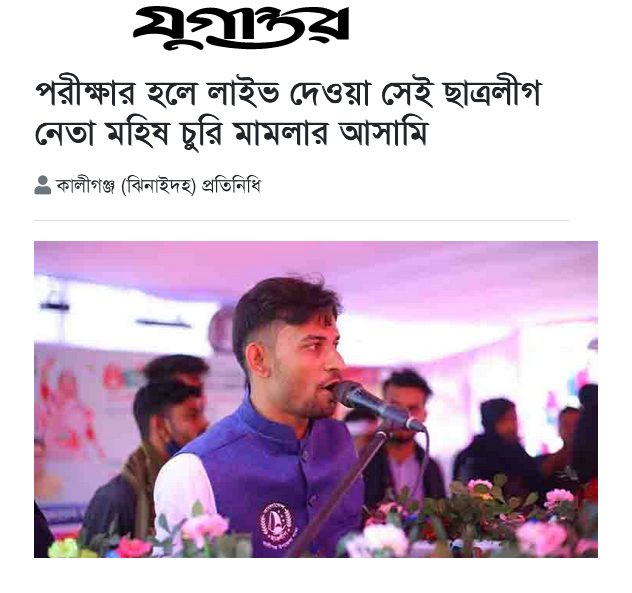 যুগান্তর
পরীক্ষার হলে লাইভ দেওয়া সেই ছাত্রলীগ
নেতা মহিষ চুরি মামলার আসামি
কালীগঞ্জ (ঝিনাইদহ) প্রতিনিধি